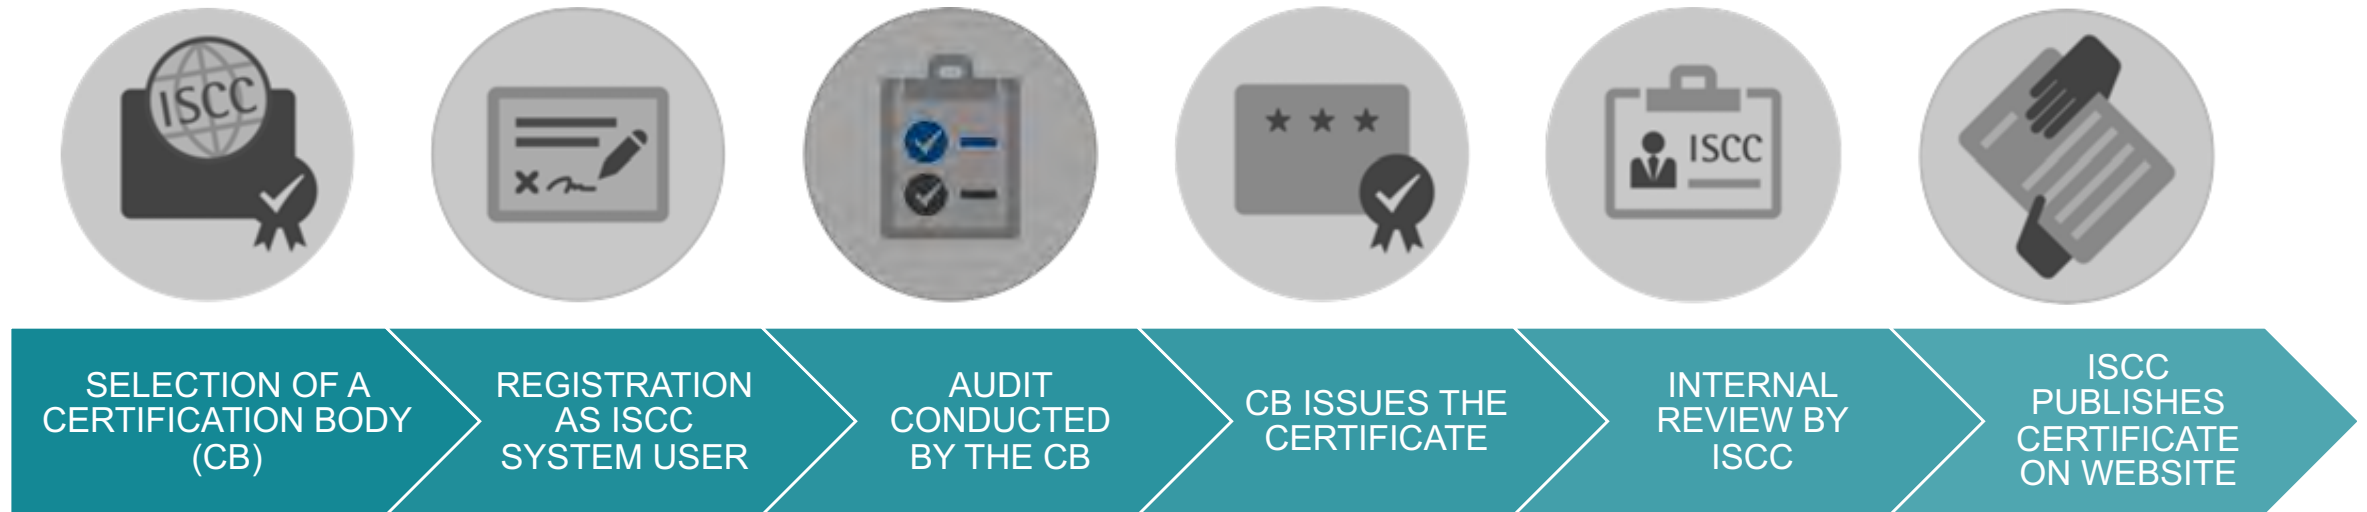 ISCC
ISCC
SELECTION OF A
CERTIFICATION BODY
(CB)
REGISTRATION
AS ISCC
SYSTEM USER
AUDIT
CONDUCTED
BY THE CB
CB ISSUES THE
CERTIFICATE
INTERNAL
REVIEW BY
ISCC
ISCC
PUBLISHES
CERTIFICATE
ON WEBSITE